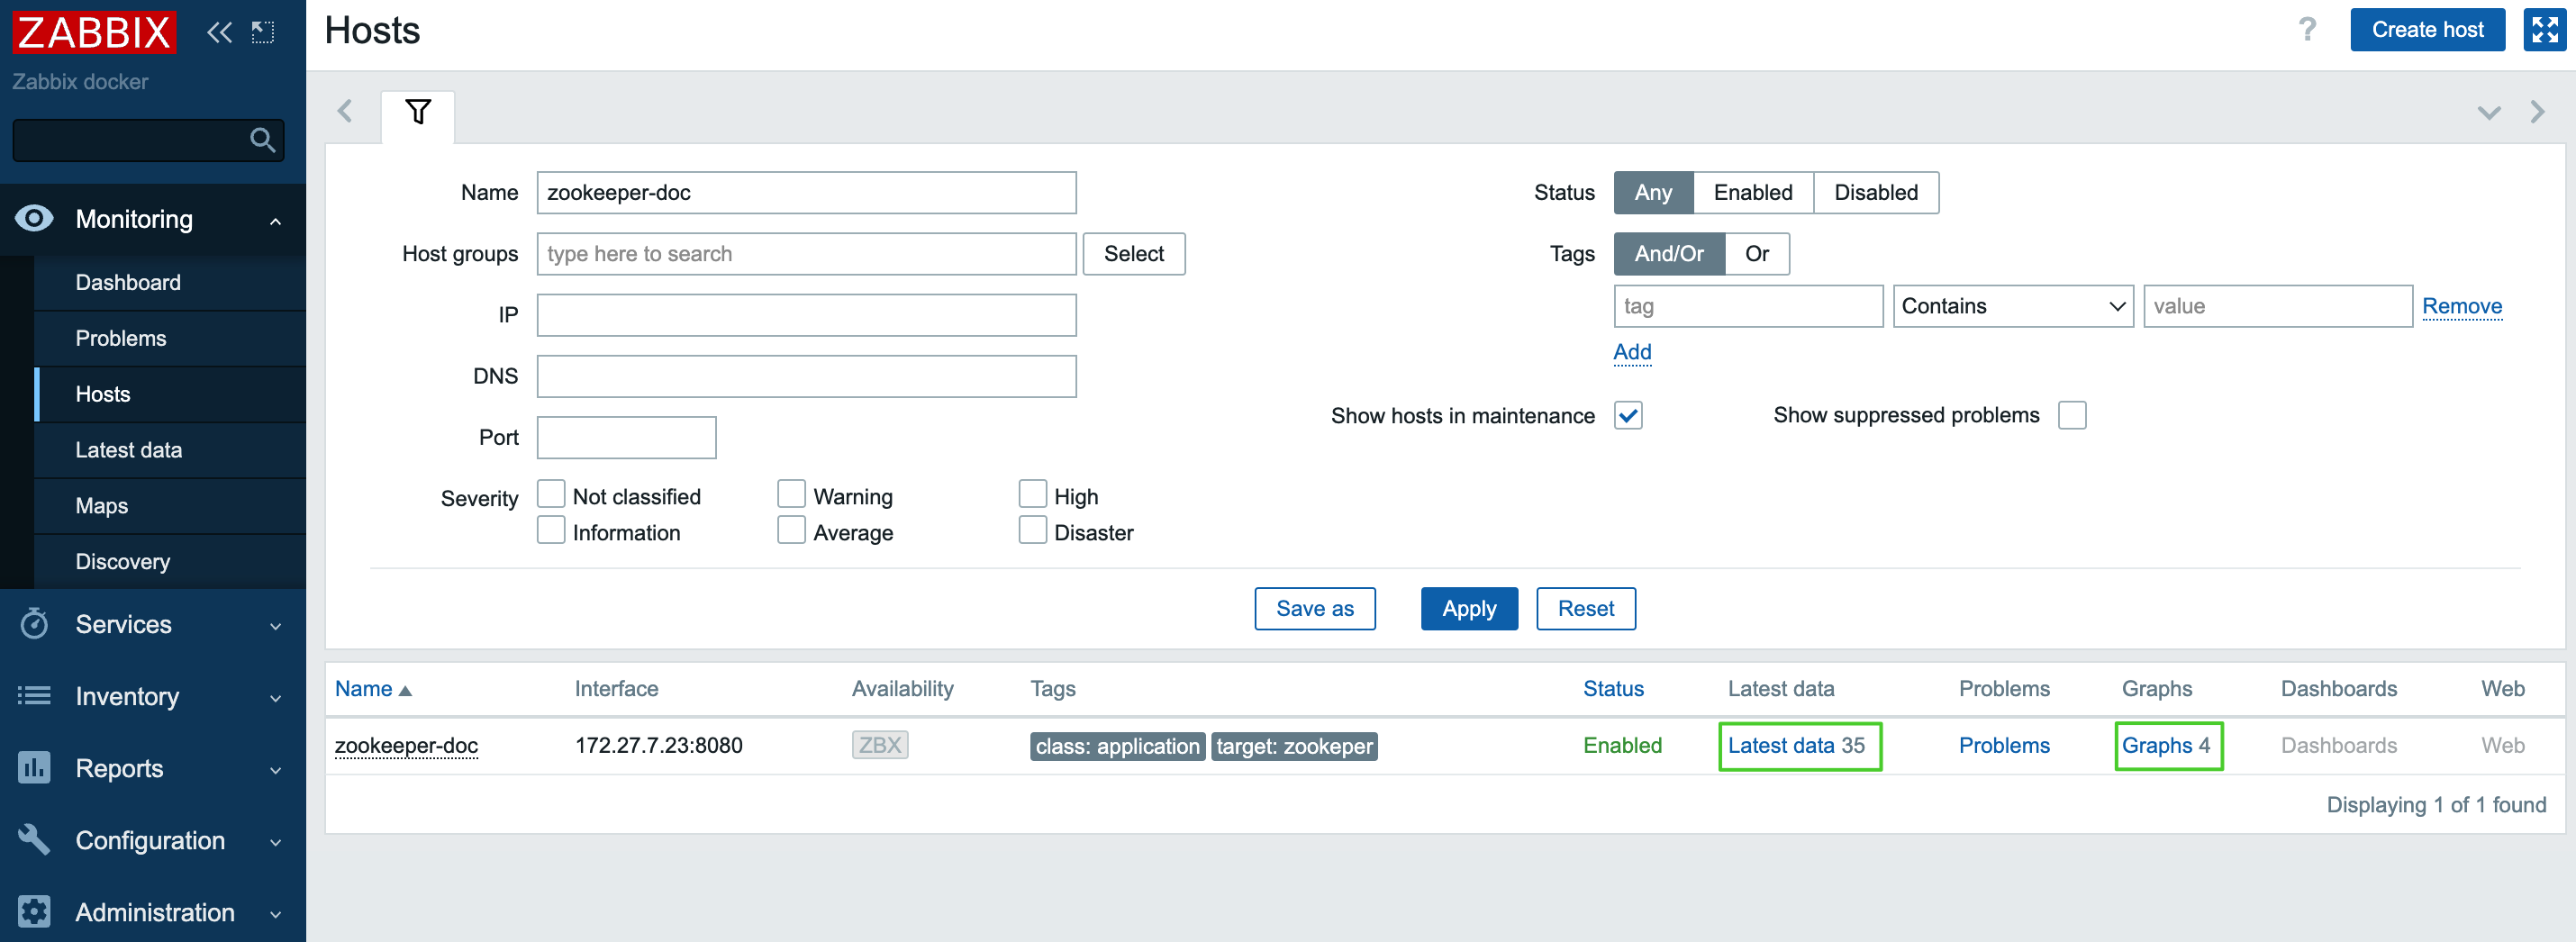 ZABBIX
Zabbix docker
Monitoring
Dashboard
Problems
Hosts
Latest data
Maps
Discovery
Services
Inventory
Reports
Configuration
Administration
Hosts
? Create host
Name zookeeper-doc
Host groups type here to search Select
IP
DNS
Port
Severity Not classified Warning High
Information Average Disaster
Status Any Enabled Disabled
Tags And/Or Or
tag Contains value Remove
Add
Show hosts in maintenance Show suppressed problems
Save as Apply Reset
Name Interface Availability Tags Status Latest data Problems Graphs Dashboards Web
zookeeper-doc 172.27.7.23:8080 ZBX class: application target: zookeper Enabled Latest data 35 Problems Graphs 4 Dashboards Web
Displaying 1 of 1 found